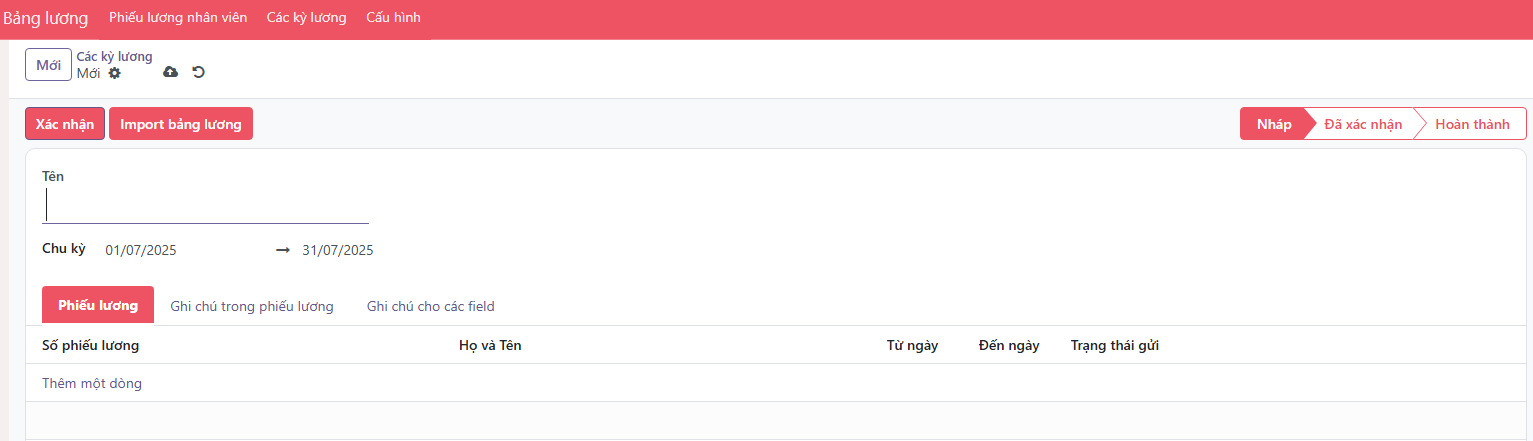 Bảng lương Phiếu lương nhân viên Các kỳ lương Cấu hình
Mới Các kỳ lương
Mới
Xác nhận Import bảng lương Nháp Đã xác nhận Hoàn thành
Tên
Chu kỳ 01/07/2025 → 31/07/2025
Phiếu lương Ghi chú trong phiếu lương Ghi chú cho các field
Số phiếu lương Họ và Tên Từ ngày Đến ngày Trạng thái gửi
Thêm một dòng